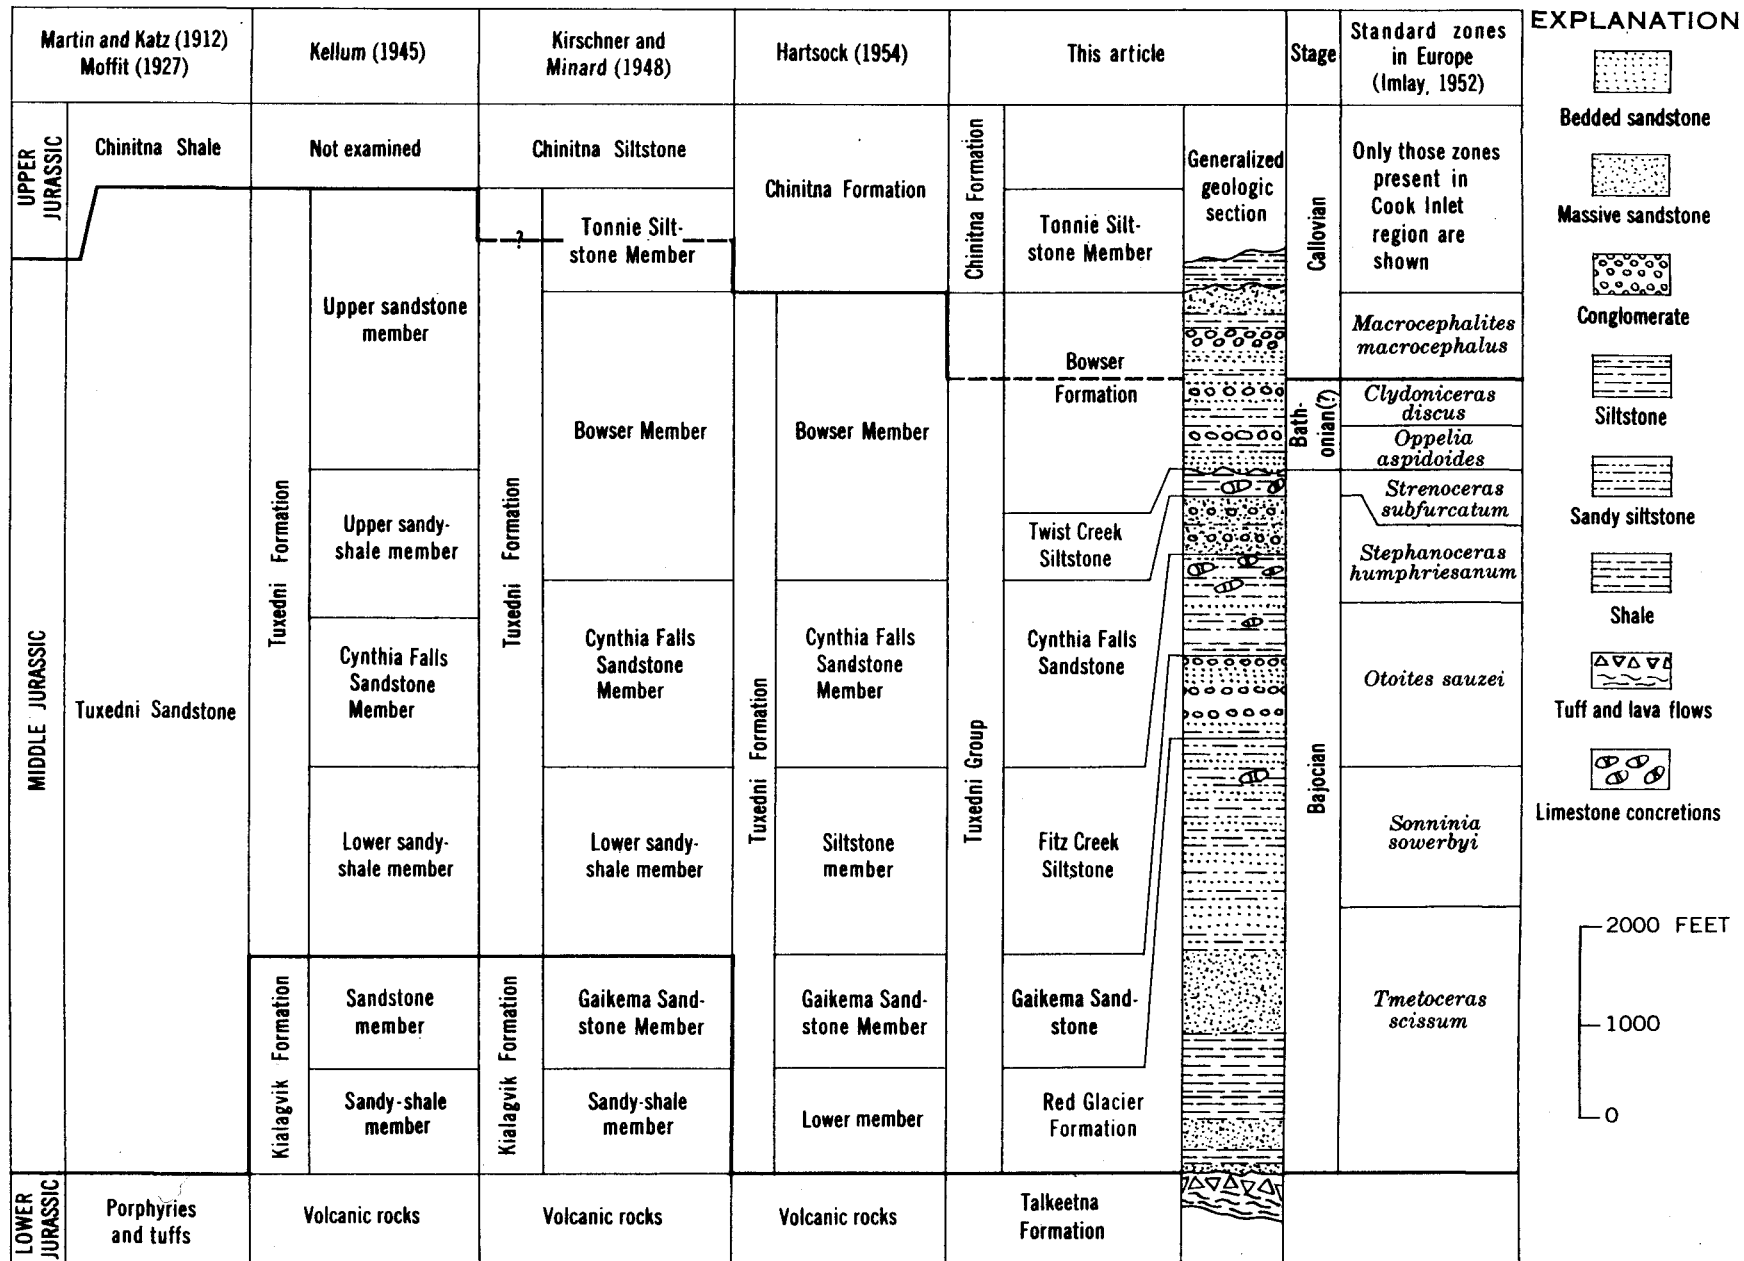 Martin and Katz (1912)
Moffit (1927)
Kellum (1945)
Kirschner and
Minard (1948)
Hartsock (1954)
This article
Stage
Standard zones
in Europe
(Imlay, 1952)
UPPER
JURASSIC
MIDDLE JURASSIC
LOWER
JURASSIC
Chinitna Shale
Tuxedni Sandstone
Porphyries
and tuffs
Not examined
Tuxedni Formation
Upper sandstone
member
Upper sandy-
shale member
Cynthia Falls
Sandstone
Member
Lower sandy-
shale member
Kialagvik Formation
Sandstone
member
Sandy-shale
member
Volcanic rocks
Chinitna Siltstone
?
Tonnie Silt-
stone Member
Tuxedni Formation
Bowser Member
Cynthia Falls
Sandstone
Member
Lower sandy-
shale member
Kialagvik Formation
Gaikema Sand-
stone Member
Sandy-shale
member
Volcanic rocks
Chinitna Formation
Tuxedni Formation
Bowser Member
Cynthia Falls
Sandstone
Member
Siltstone
member
Gaikema Sand-
stone Member
Lower member
Volcanic rocks
Chinitna Formation
Tonnie Silt-
stone Member
Bowser
Formation
Tuxedni Group
Twist Creek
Siltstone
Cynthia Falls
Sandstone
Fitz Creek
Siltstone
Gaikema Sand-
stone
Red Glacier
Formation
Talkeetna
Formation
Generalized
geologic
section
Callovian
Bath-
onian(?)
Bajocian
Only those zones
present in
Cook Inlet
region are
shown
Macrocephalites
macrocephalus
Clydoniceras
discus
Oppelia
aspidoides
Strenoceras
subfurcatum
Stephanoceras
humphriesanum
Otoites sauzei
Sonninia
sowerbyi
Tmetoceras
scissum
EXPLANATION
Bedded sandstone
Massive sandstone
Conglomerate
Siltstone
Sandy siltstone
Shale
Tuff and lava flows
Limestone concretions
2000 FEET
1000
0